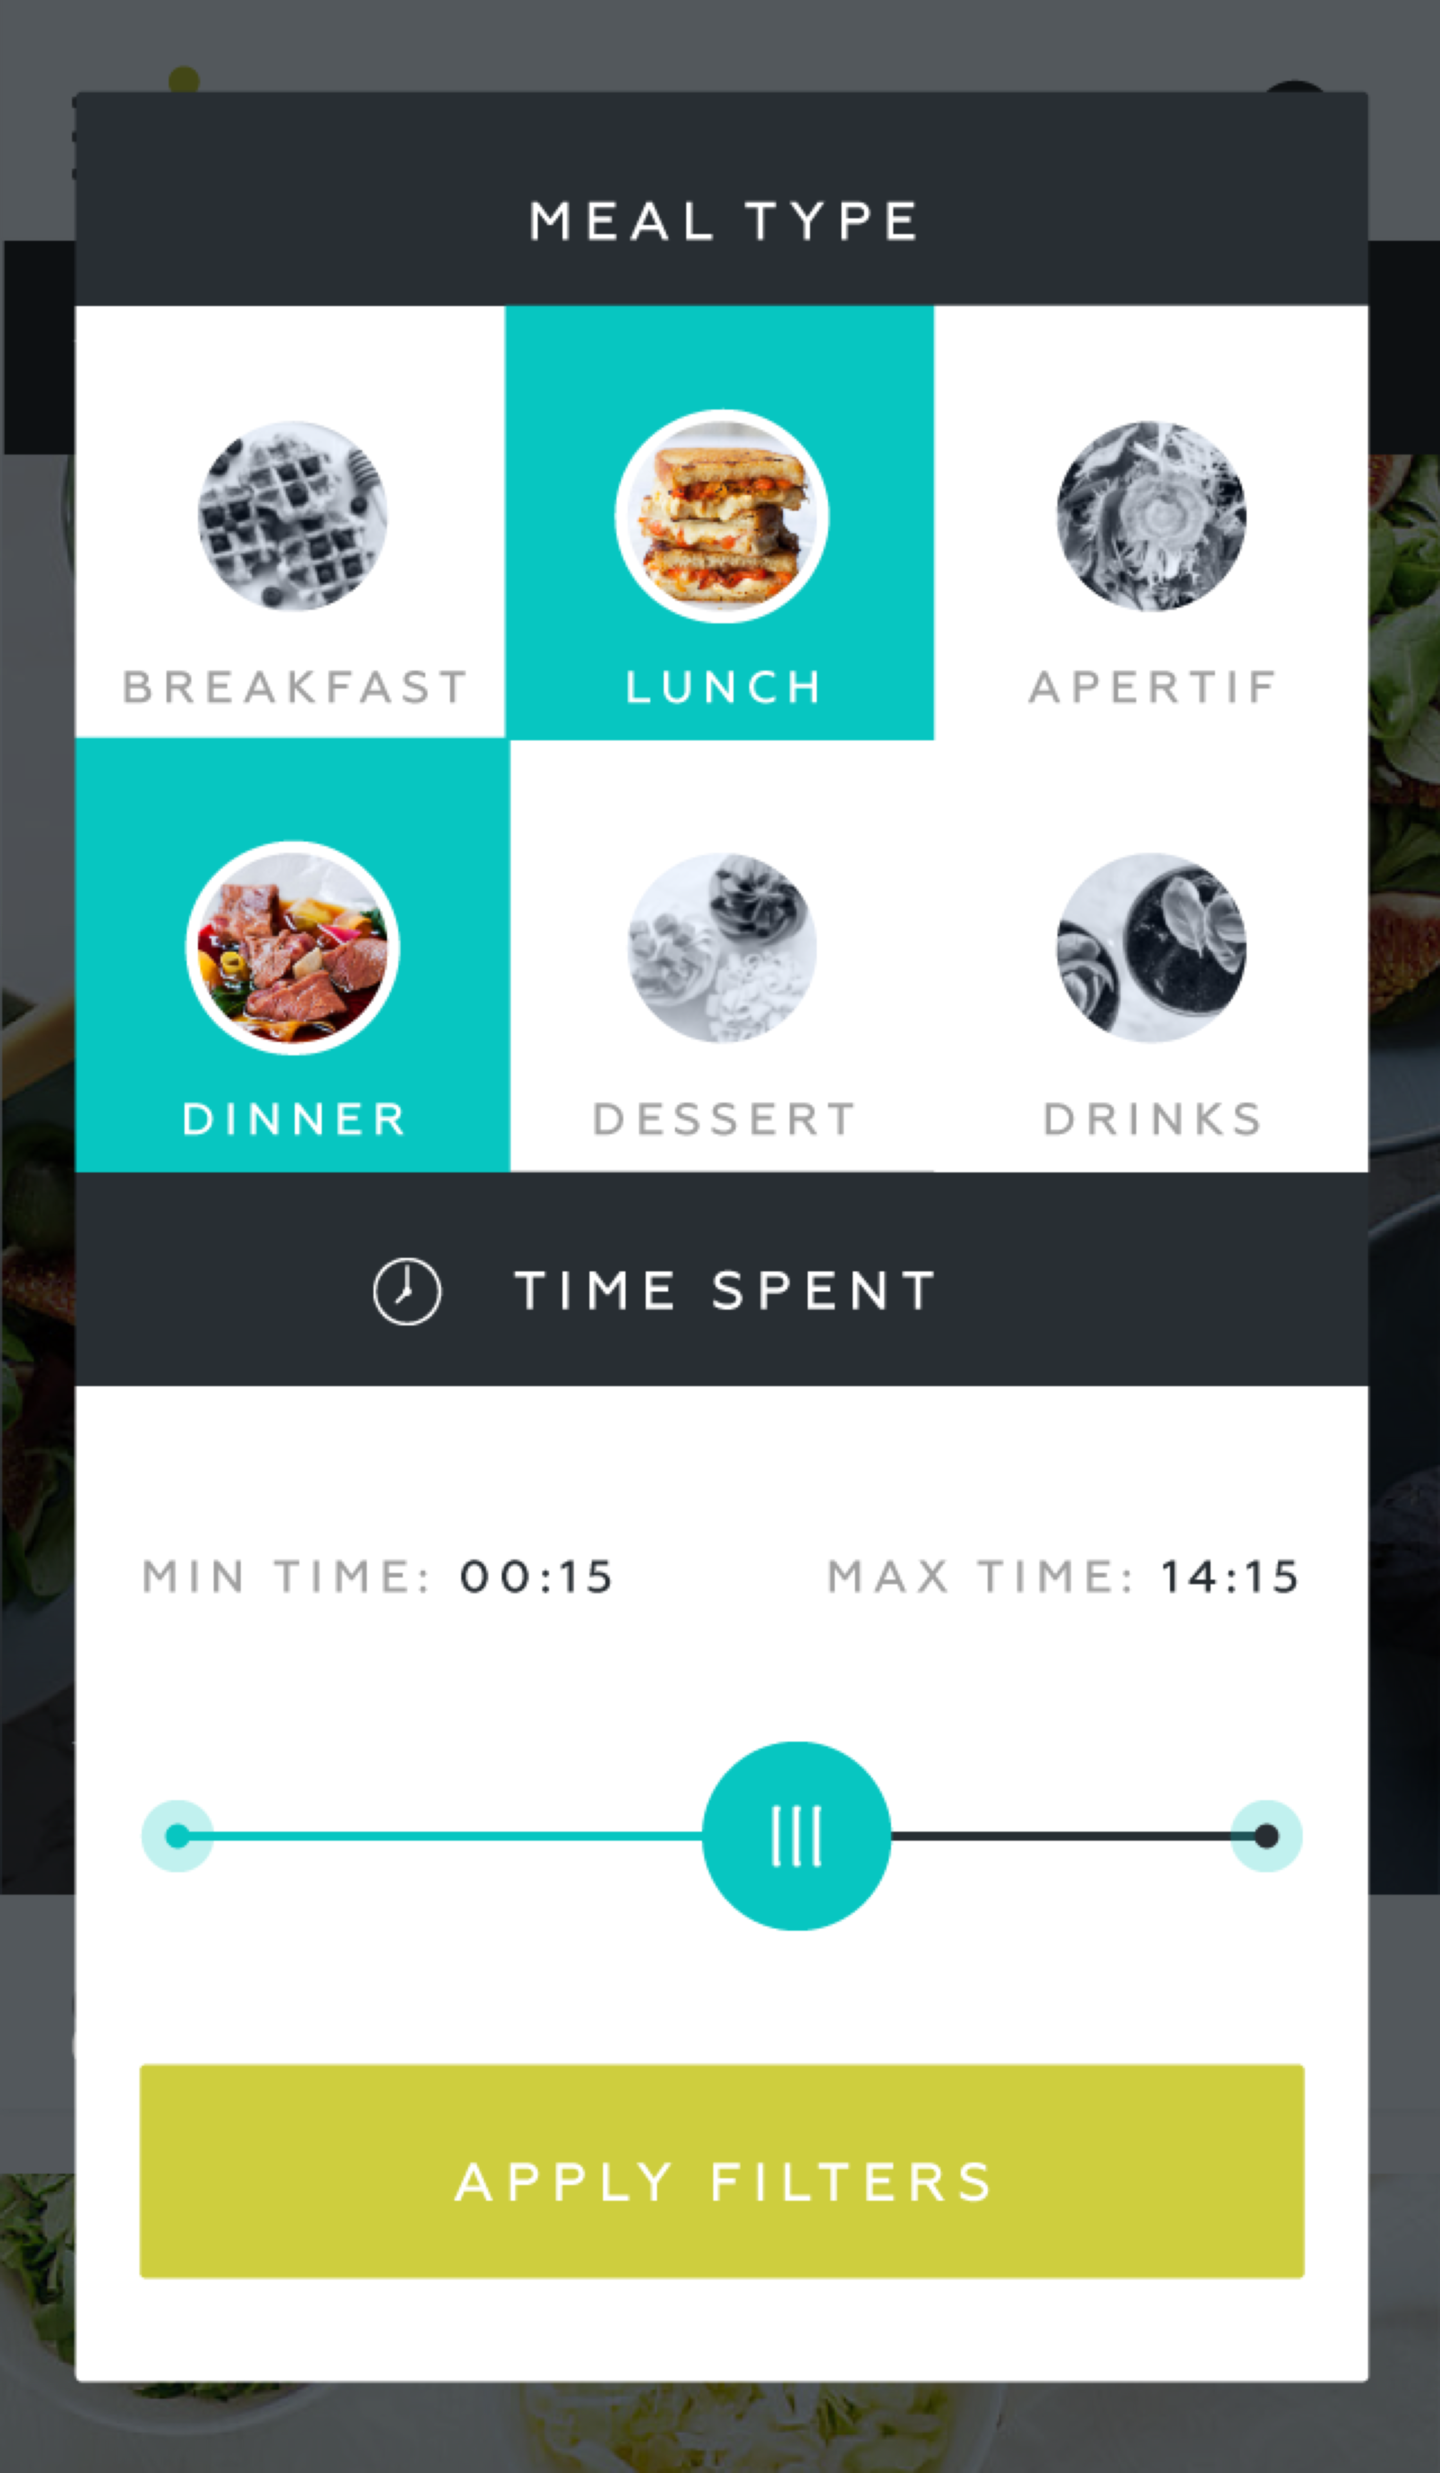 MEAL TYPE
BREAKFAST
LUNCH
APERTIF
DINNER
DESSERT
DRINKS
TIME SPENT
MIN TIME: 00:15
MAX TIME: 14:15
APPLY FILTERS